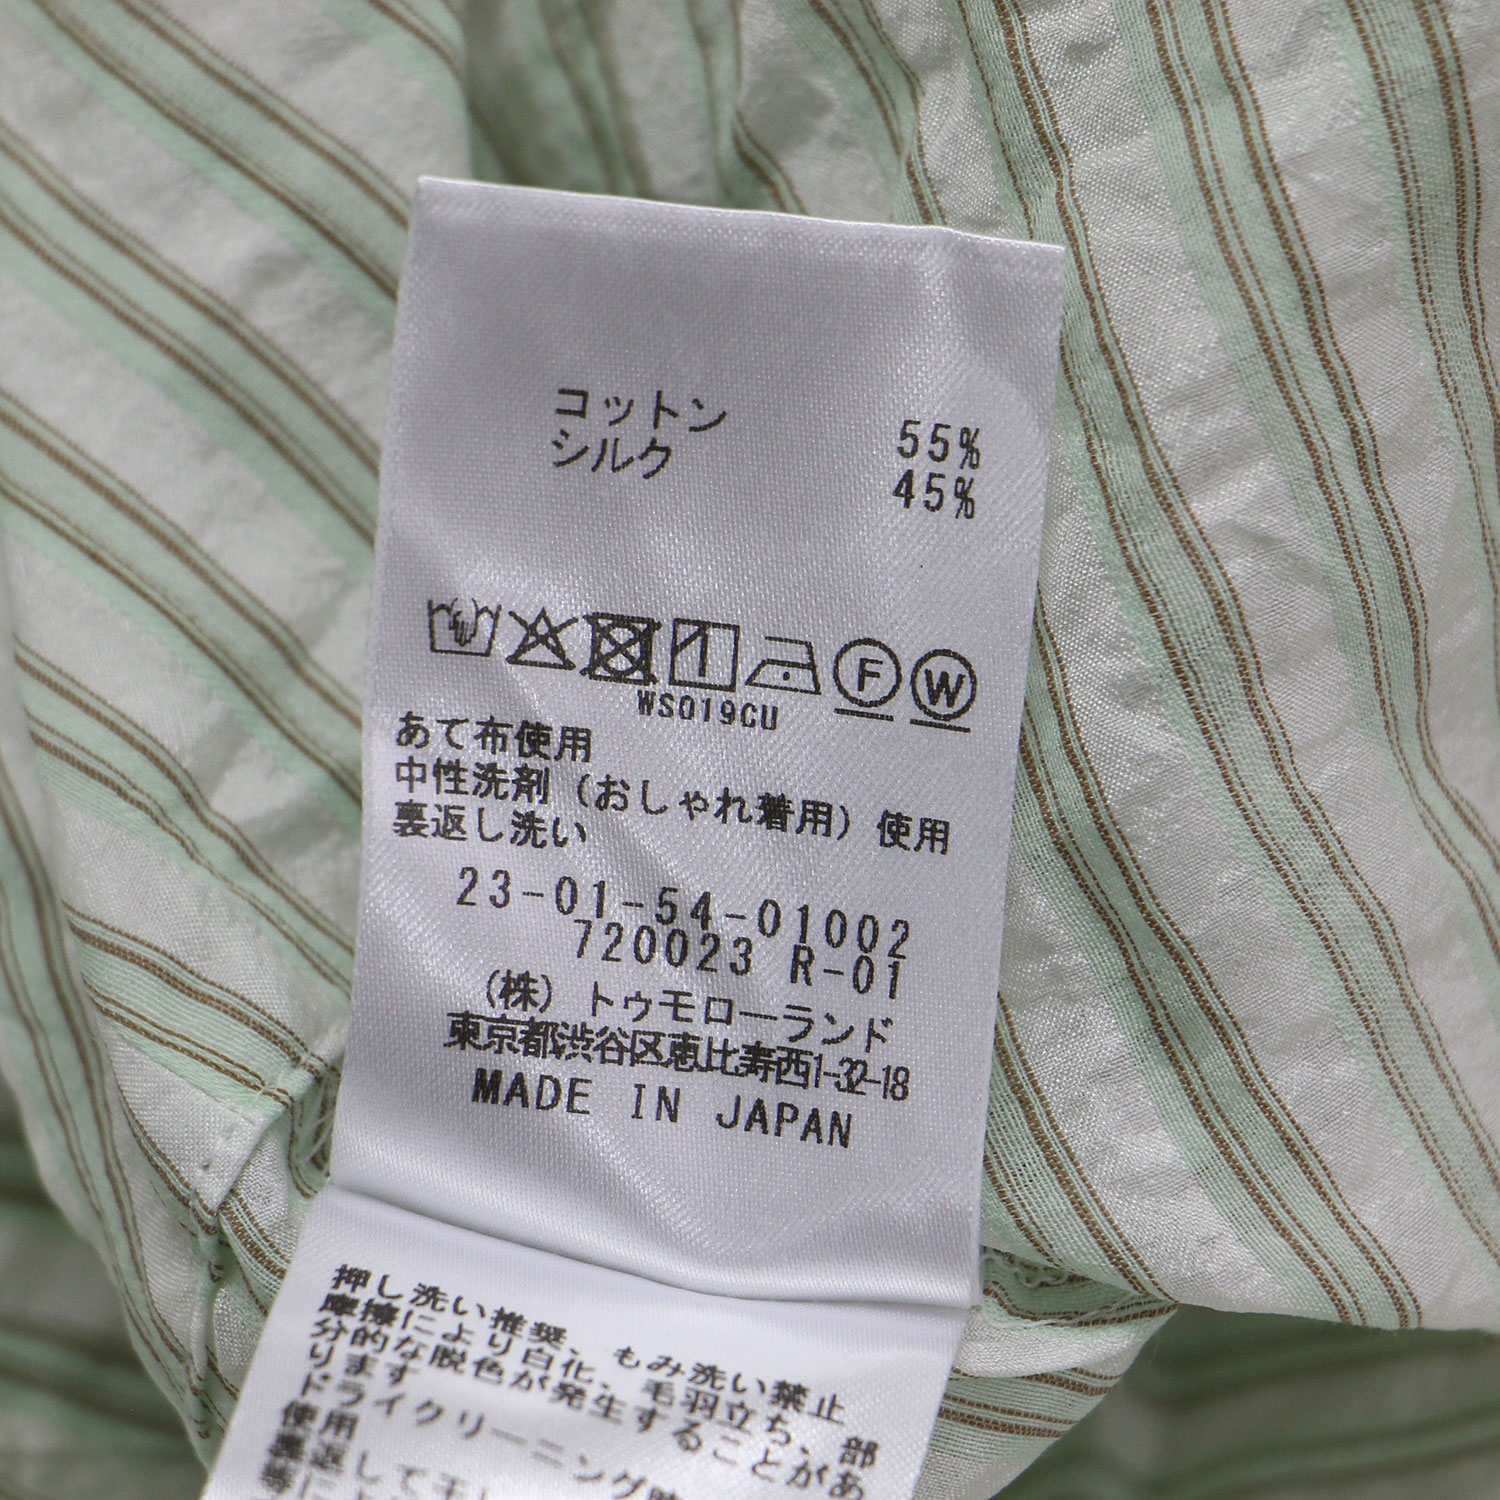 コットン 55%
シルク 45%
F W
WS019CU
あて布使用
中性洗剤（おしゃれ着用）使用
裏返し洗い
23-01-54-01002
720023 R-01
（株）トゥモローランド
東京都渋谷区恵比寿西1-32-18
MADE IN JAPAN
押し洗い推奨、もみ洗い禁止
摩擦により白化、毛羽立ち、部
分的な脱色が発生することがあ
ります
ドライクリーニング時
使用
裏返して